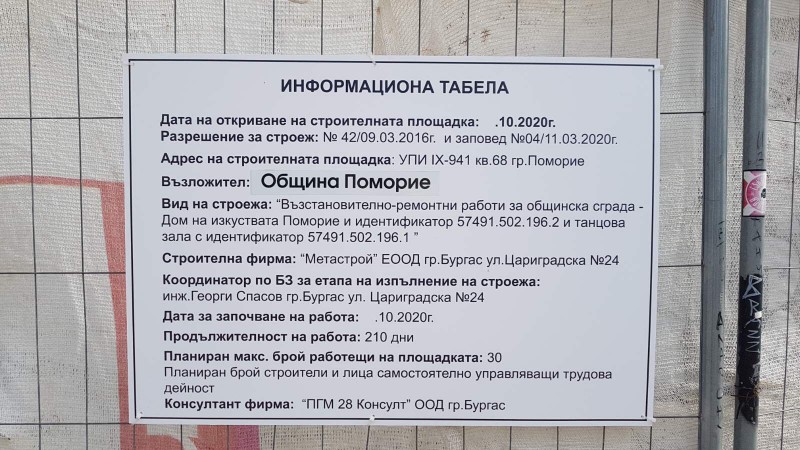 ИНФОРМАЦИОНА ТАБЕЛА
Дата на откриване на строителната площадка: .10.2020г.
Разрешение за строеж: № 42/09.03.2016г. и заповед №04/11.03.2020г.
Адрес на строителната площадка: УПИ IX-941 кв.68 гр.Поморие
Възложител: Община Поморие
Вид на строежа: “Възстановително-ремонтни работи за общинска сграда -
Дом на изкуствата Поморие и идентификатор 57491.502.196.2 и танцова
зала с идентификатор 57491.502.196.1 ”
Строителна фирма: “Метастрой” ЕООД гр.Бургас ул.Цариградска №24
Координатор по БЗ за етапа на изпълнение на строежа:
инж.Георги Спасов гр.Бургас ул. Цариградска №24
Дата за започване на работа: .10.2020г.
Продължителност на работа: 210 дни
Планиран макс. брой работещи на площадката: 30
Планиран брой строители и лица самостоятелно управляващи трудова
дейност
Консултант фирма: “ПГМ 28 Консулт” ООД гр.Бургас